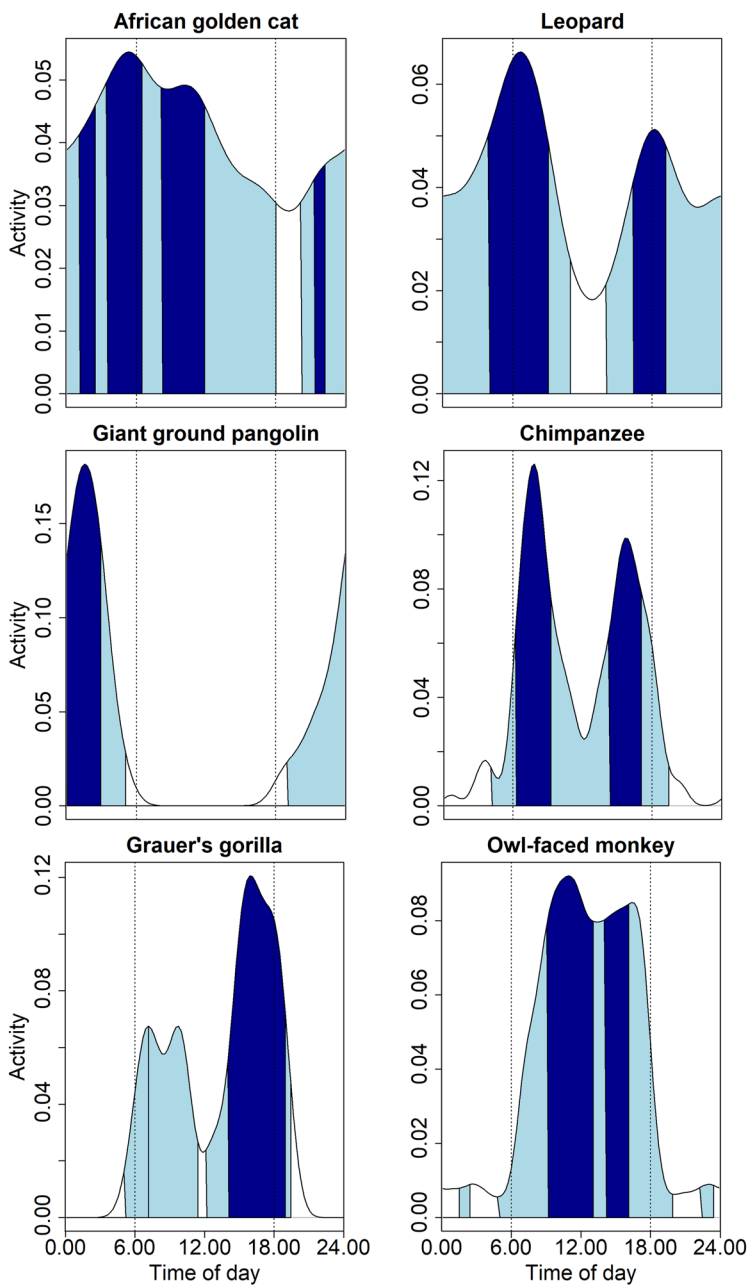 African golden cat
Leopard
Activity
0.00 0.01 0.02 0.03 0.04 0.05
0.00 0.02 0.04 0.06
Giant ground pangolin
Chimpanzee
Activity
0.00 0.05 0.10 0.15
0.00 0.04 0.08 0.12
Grauer's gorilla
Owl-faced monkey
Activity
0.00 0.04 0.08 0.12
0.00 0.02 0.04 0.06 0.08
0.00 6.00 12.00 18.00 24.00
0.00 6.00 12.00 18.00 24.00
Time of day
Time of day